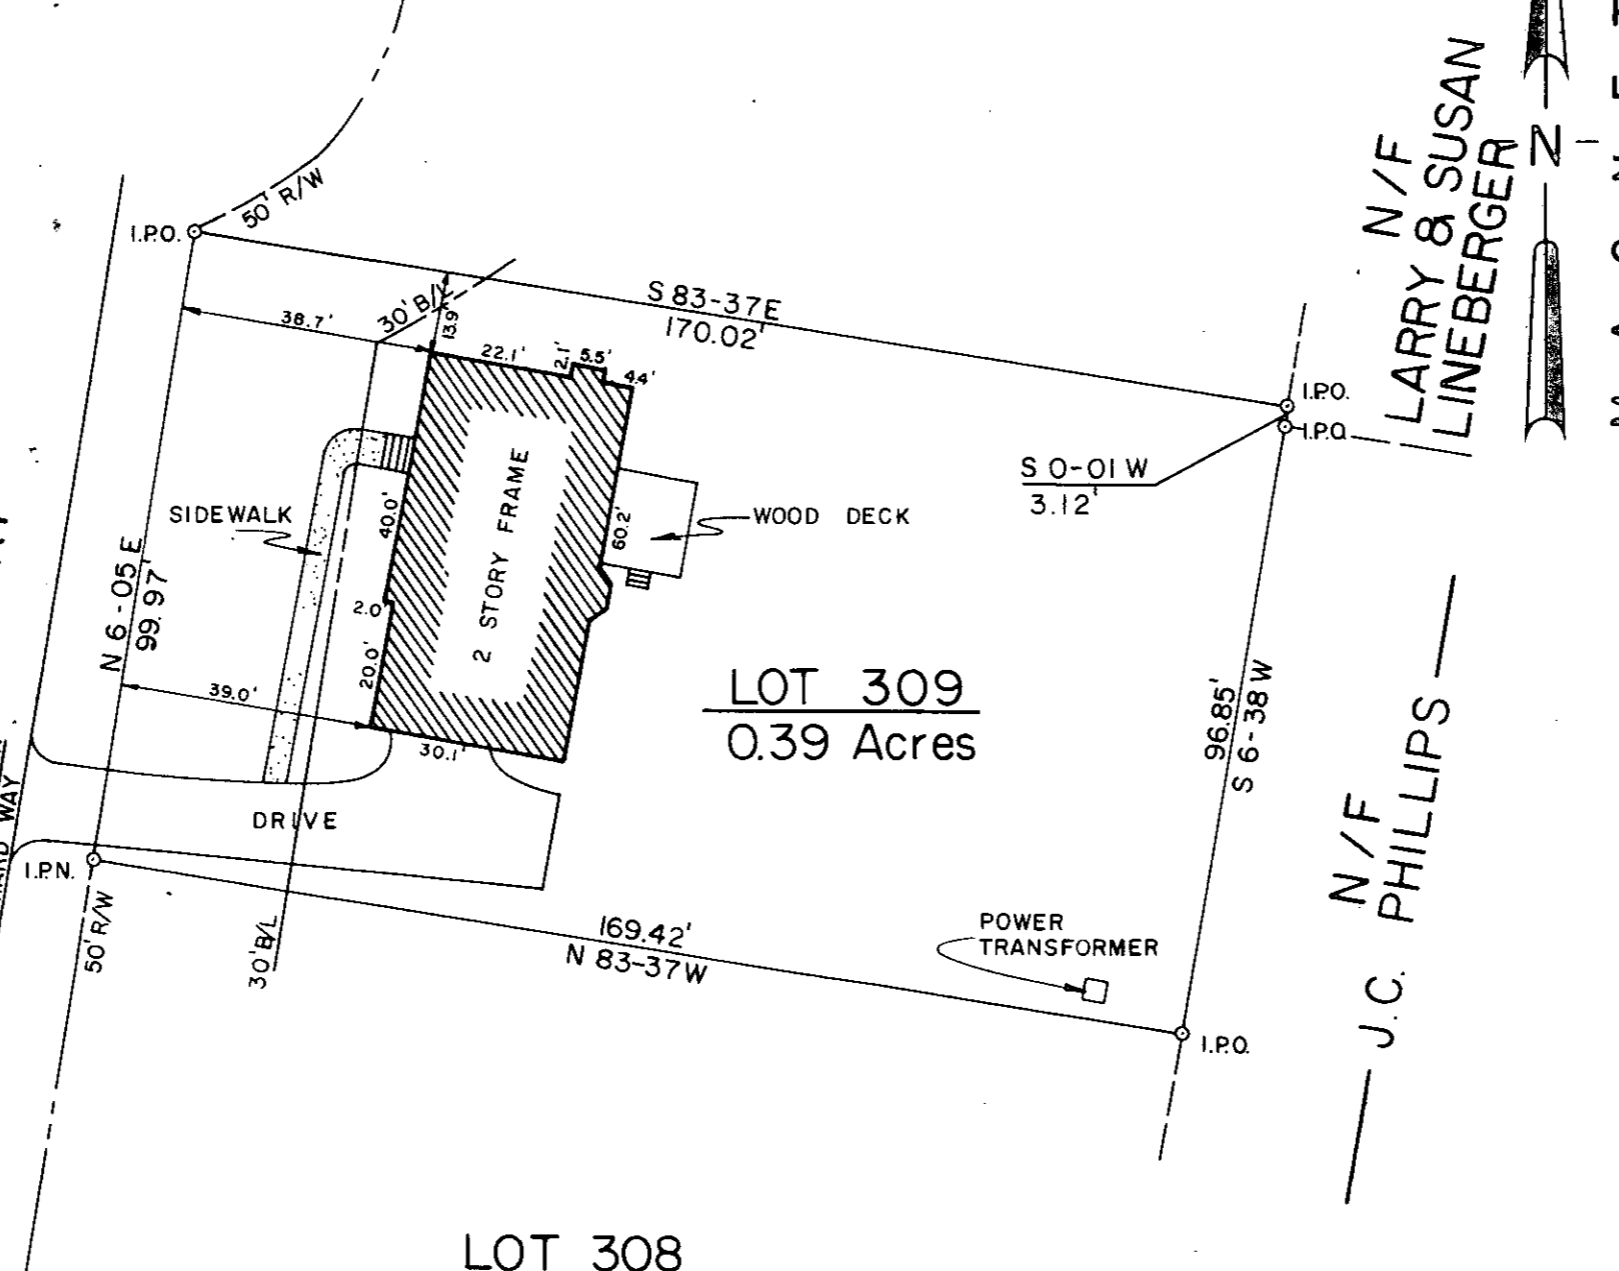 50' R/W
I.P.O.
30' B/L
38.7'
13.9'
S 83-37E
170.02'
22.1'
2.1'
5.5'
4.4'
N/F
LARRY & SUSAN
LINEBERGER
N
I.P.O.
I.P.O.
S 0-01 W
3.12'
SIDEWALK
40.0'
2 STORY FRAME
60.2'
WOOD DECK
N 6-05 E
99.97'
2.0'
20.0'
39.0'
30.1'
LOT 309
0.39 Acres
96.85'
S 6-38 W
N/F
J.C. PHILLIPS
DRIVE
WAY
I.P.N.
50' R/W
30' B/L
169.42'
N 83-37W
POWER
TRANSFORMER
I.P.O.
LOT 308